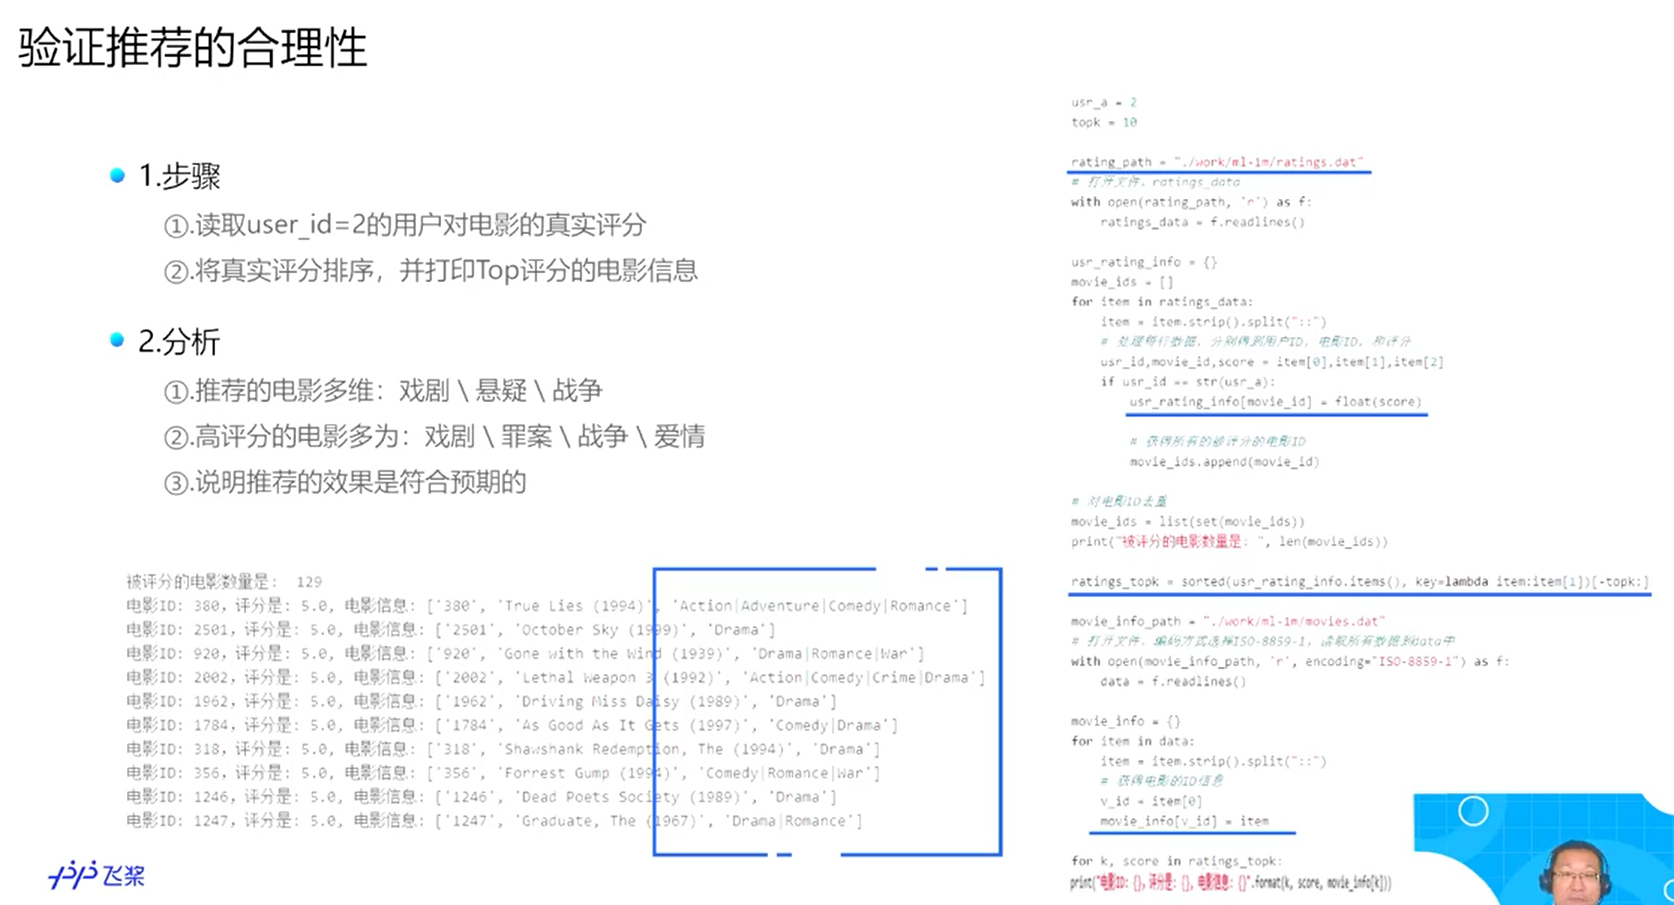 验证推荐的合理性
1.步骤
①.读取user_id=2的用户对电影的真实评分
②.将真实评分排序，并打印Top评分的电影信息
2.分析
①.推荐的电影多维：戏剧 \ 悬疑 \ 战争
②.高评分的电影多为：戏剧 \ 罪案 \ 战争 \ 爱情
③.说明推荐的效果是符合预期的
被评分的电影数量是： 129
电影ID: 380，评分是: 5.0, 电影信息: ['380', 'True Lies (1994)', 'Action|Adventure|Comedy|Romance']
电影ID: 2501，评分是: 5.0, 电影信息: ['2501', 'October Sky (1999)', 'Drama']
电影ID: 920，评分是: 5.0, 电影信息: ['920', 'Gone with the Wind (1939)', 'Drama|Romance|War']
电影ID: 2002，评分是: 5.0, 电影信息: ['2002', 'Lethal Weapon 3 (1992)', 'Action|Comedy|Crime|Drama']
电影ID: 1962，评分是: 5.0, 电影信息: ['1962', 'Driving Miss Daisy (1989)', 'Drama']
电影ID: 1784，评分是: 5.0, 电影信息: ['1784', 'As Good As It Gets (1997)', 'Comedy|Drama']
电影ID: 318，评分是: 5.0, 电影信息: ['318', 'Shawshank Redemption, The (1994)', 'Drama']
电影ID: 356，评分是: 5.0, 电影信息: ['356', 'Forrest Gump (1994)', 'Comedy|Romance|War']
电影ID: 1246，评分是: 5.0, 电影信息: ['1246', 'Dead Poets Society (1989)', 'Drama']
电影ID: 1247，评分是: 5.0, 电影信息: ['1247', 'Graduate, The (1967)', 'Drama|Romance']
飞桨
usr_a = 2
topk = 10
rating_path = "./work/ml-1m/ratings.dat"
# 打开文件，ratings_data
with open(rating_path, 'r') as f:
ratings_data = f.readlines()
usr_rating_info = {}
movie_ids = []
for item in ratings_data:
item = item.strip().split("::")
# 处理每行数据，分别得到用户ID，电影ID，和评分
usr_id,movie_id,score = item[0],item[1],item[2]
if usr_id == str(usr_a):
usr_rating_info[movie_id] = float(score)
# 获得所有的被评分的电影ID
movie_ids.append(movie_id)
# 对电影ID去重
movie_ids = list(set(movie_ids))
print("被评分的电影数量是: ", len(movie_ids))
ratings_topk = sorted(usr_rating_info.items(), key=lambda item:item[1])[-topk:]
movie_info_path = "./work/ml-1m/movies.dat"
# 打开文件，编码方式选择ISO-8859-1，读取所有数据到data中
with open(movie_info_path, 'r', encoding="ISO-8859-1") as f:
data = f.readlines()
movie_info = {}
for item in data:
item = item.strip().split("::")
# 获得电影的ID信息
v_id = item[0]
movie_info[v_id] = item
for k, score in ratings_topk:
print("电影ID: {}，评分是: {}, 电影信息: {}".format(k, score, movie_info[k]))